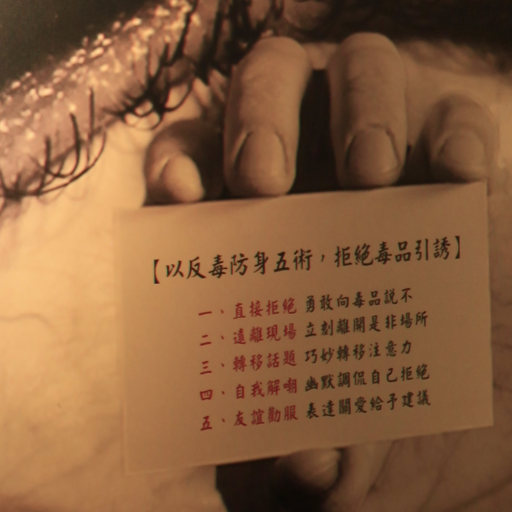 【以反毒防身五術，拒絕毒品引誘】
一、直接拒絕 勇敢向毒品說不
二、遠離現場 立刻離開是非場所
三、轉移話題 巧妙轉移注意力
四、自我解嘲 幽默調侃自己拒絕
五、友誼勸服 表達關愛給予建議